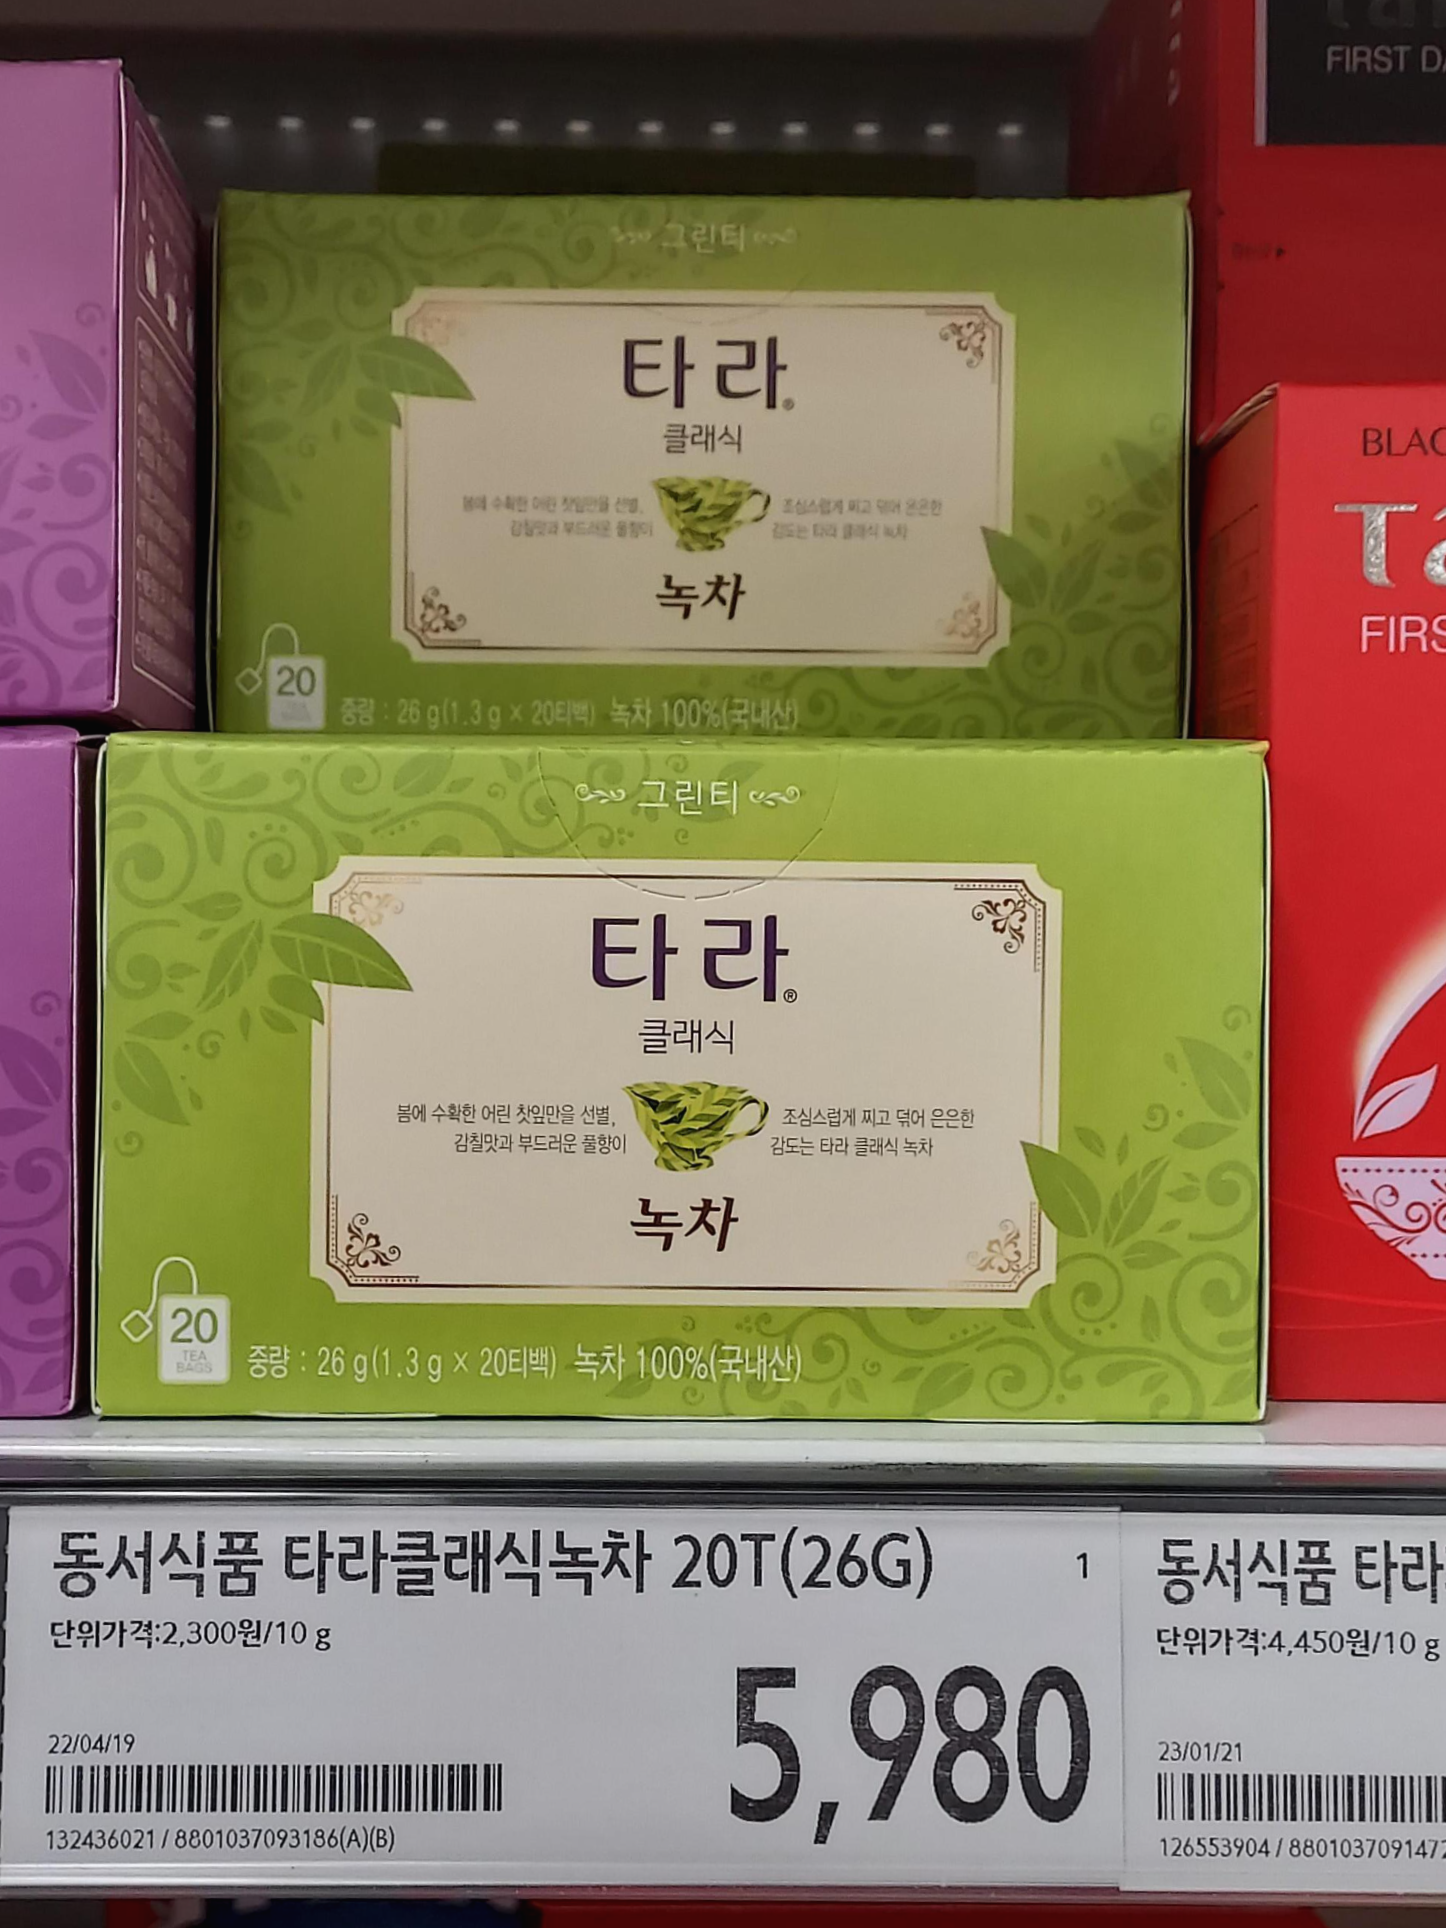 FIRST
그린티
타라®
클래식
봄에 수확한 어린 찻잎만을 선별,
감칠맛과 부드러운 풀향이
조심스럽게 찌고 덖어 은은한
감도는 타라 클래식 녹차
녹차
20
TEA
BAGS
중량 : 26 g(1.3 g × 20티백) 녹차 100%(국내산)
FIRS
그린티
타라®
클래식
봄에 수확한 어린 찻잎만을 선별,
감칠맛과 부드러운 풀향이
조심스럽게 찌고 덖어 은은한
감도는 타라 클래식 녹차
녹차
20
TEA
BAGS
중량 : 26 g(1.3 g × 20티백) 녹차 100%(국내산)
동서식품 타라클래식녹차 20T(26G)
1
단위가격:2,300원/10 g
5,980
22/04/19
132436021 / 8801037093186(A)(B)
동서식품 타라
단위가격:4,450원/10 g
23/01/21
126553904 / 880103709147